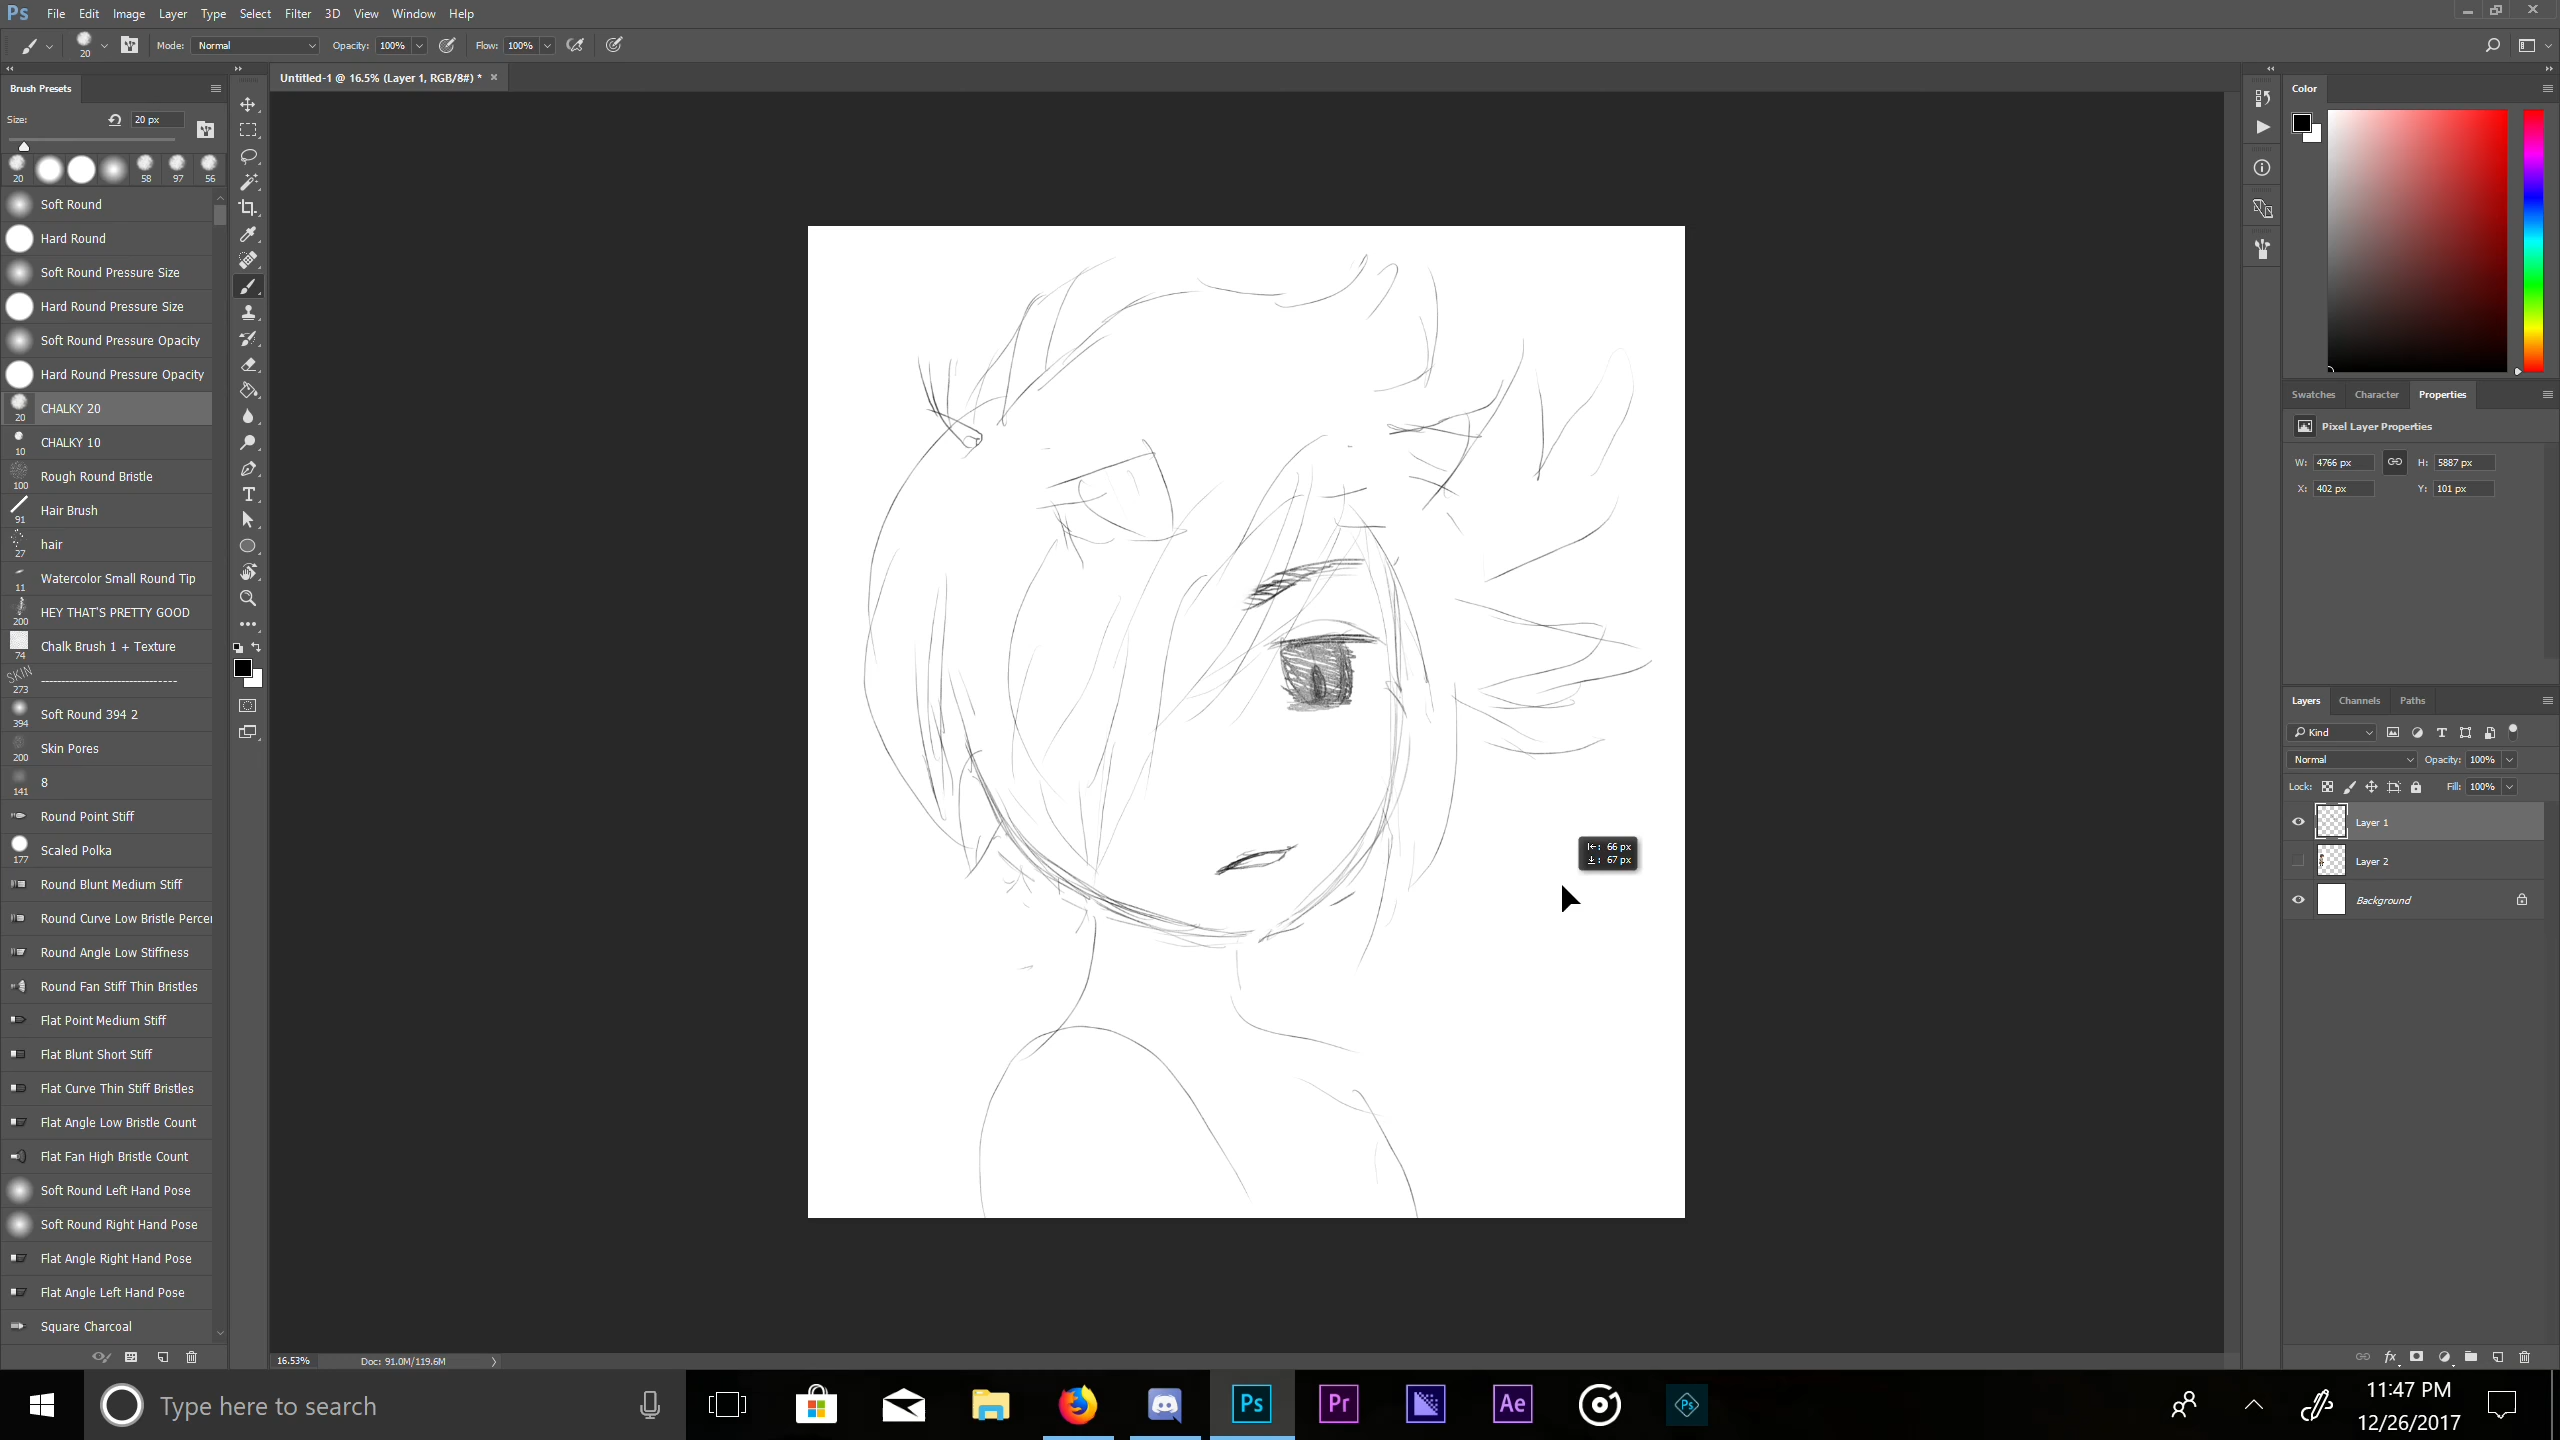 Ps File Edit Image Layer Type Select Filter 3D View Window Help
20 Mode: Normal Opacity: 100% Flow: 100%
Untitled-1 @ 16.5% (Layer 1, RGB/8#) *
Brush Presets
Size: 20 px
20 58 97 56
Soft Round
Hard Round
Soft Round Pressure Size
Hard Round Pressure Size
Soft Round Pressure Opacity
Hard Round Pressure Opacity
20 CHALKY 20
10 CHALKY 10
100 Rough Round Bristle
91 Hair Brush
27 hair
11 Watercolor Small Round Tip
200 HEY THAT'S PRETTY GOOD
74 Chalk Brush 1 + Texture
SKIN
273 --------------------------------
394 Soft Round 394 2
200 Skin Pores
141 8
Round Point Stiff
177 Scaled Polka
Round Blunt Medium Stiff
Round Curve Low Bristle Percer
Round Angle Low Stiffness
Round Fan Stiff Thin Bristles
Flat Point Medium Stiff
Flat Blunt Short Stiff
Flat Curve Thin Stiff Bristles
Flat Angle Low Bristle Count
Flat Fan High Bristle Count
Soft Round Left Hand Pose
Soft Round Right Hand Pose
Flat Angle Right Hand Pose
Flat Angle Left Hand Pose
Square Charcoal
66 px
67 px
Color
Swatches Character Properties
Pixel Layer Properties
W: 4766 px H: 5887 px
X: 402 px Y: 101 px
Layers Channels Paths
Kind
Normal Opacity: 100%
Lock: Fill: 100%
Layer 1
Layer 2
Background
16.53% Doc: 91.0M/119.6M
Type here to search
Ps Pr Ae Ps
11:47 PM
12/26/2017